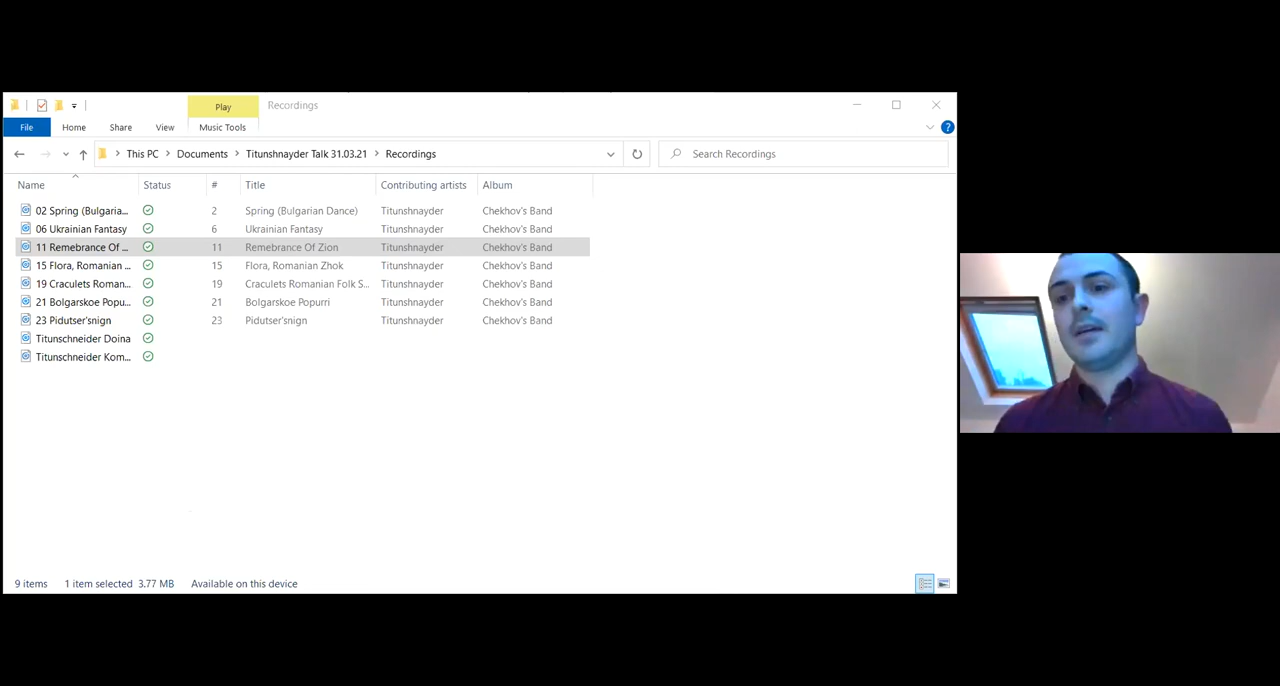 Play
Recordings
File
Home
Share
View
Music Tools
?
This PC > Documents > Titunshnayder Talk 31.03.21 > Recordings
Search Recordings
Name Status # Title Contributing artists Album
02 Spring (Bulgaria... 2 Spring (Bulgarian Dance) Titunshnayder Chekhov's Band
06 Ukrainian Fantasy 6 Ukrainian Fantasy Titunshnayder Chekhov's Band
11 Remebrance Of ... 11 Remebrance Of Zion Titunshnayder Chekhov's Band
15 Flora, Romanian ... 15 Flora, Romanian Zhok Titunshnayder Chekhov's Band
19 Craculets Roman... 19 Craculets Romanian Folk S... Titunshnayder Chekhov's Band
21 Bolgarskoe Popu... 21 Bolgarskoe Popurri Titunshnayder Chekhov's Band
23 Pidutser'snign 23 Pidutser'snign Titunshnayder Chekhov's Band
Titunschneider Doina
Titunschneider Kom...
9 items 1 item selected 3.77 MB Available on this device